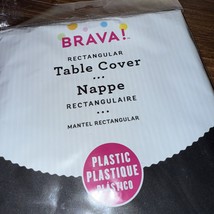 BRAVA!
RECTANGULAR
Table Cover
Nappe
RECTANGULAIRE
MANTEL RECTANGULAR
PLASTIC
PLASTIQUE
PLÁSTICO